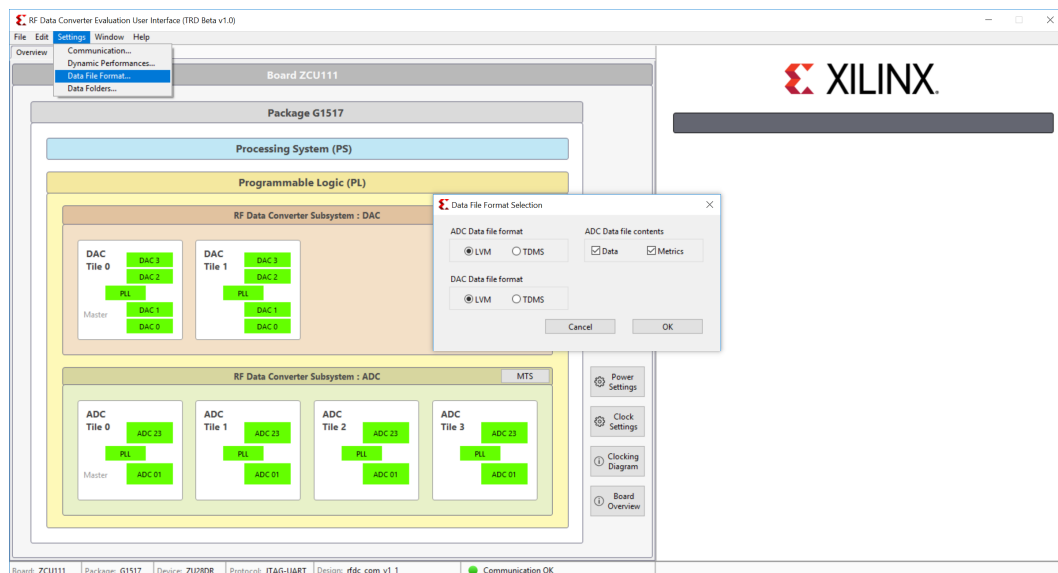 RF Data Converter Evaluation User Interface (TRD Beta v1.0)
File Edit Settings Window Help
Overview
Communication...
Dynamic Performances...
Data File Format...
Data Folders...
Board ZCU111
XILINX.
Package G1517
Processing System (PS)
Programmable Logic (PL)
RF Data Converter Subsystem : DAC
DAC
Tile 0
DAC 3
DAC 2
PLL
Master
DAC 1
DAC 0
DAC
Tile 1
DAC 3
DAC 2
PLL
DAC 1
DAC 0
Data File Format Selection
ADC Data file format
LVM TDMS
ADC Data file contents
Data Metrics
DAC Data file format
LVM TDMS
Cancel OK
RF Data Converter Subsystem : ADC
MTS
ADC
Tile 0
ADC 23
PLL
Master
ADC 01
ADC
Tile 1
ADC 23
PLL
ADC 01
ADC
Tile 2
ADC 23
PLL
ADC 01
ADC
Tile 3
ADC 23
PLL
ADC 01
Power
Settings
Clock
Settings
Clocking
Diagram
Board
Overview
Board: ZCU111 Package: G1517 Device: ZU28DR Protocol: JTAG-UART Design: rfdc_com_v1_1 Communication OK